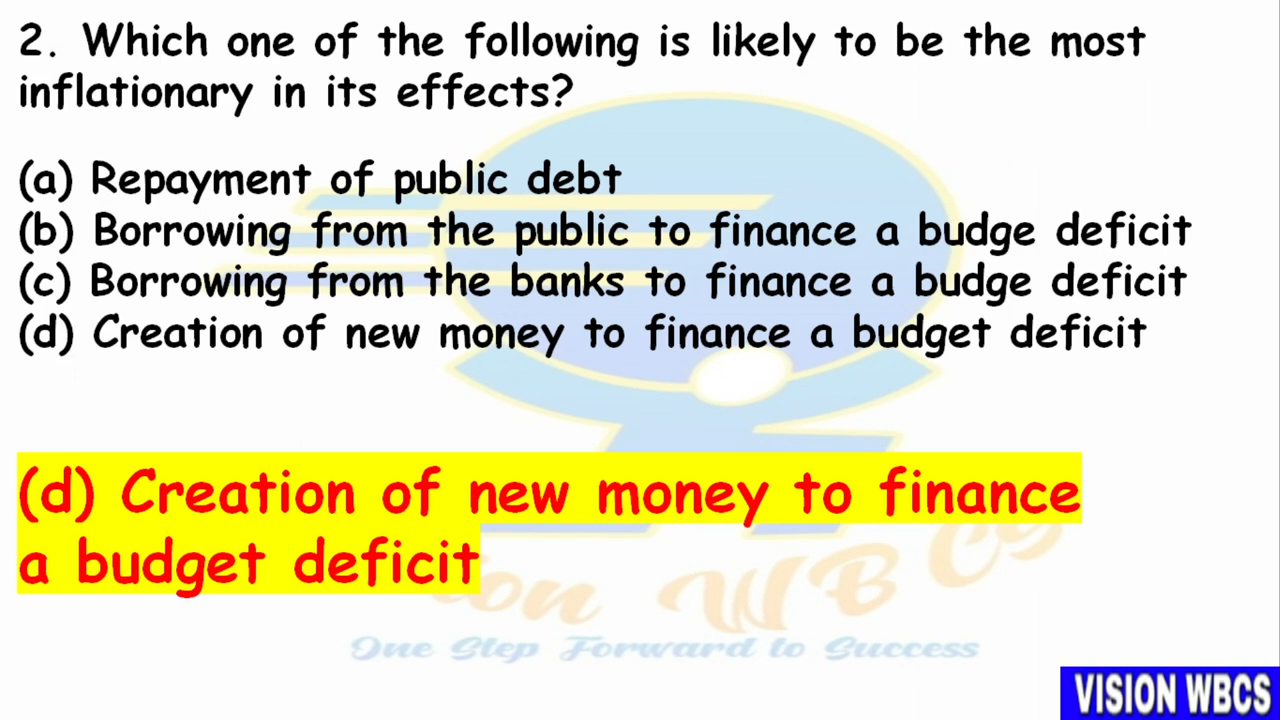 2. Which one of the following is likely to be the most
inflationary in its effects?
(a) Repayment of public debt
(b) Borrowing from the public to finance a budge deficit
(c) Borrowing from the banks to finance a budge deficit
(d) Creation of new money to finance a budget deficit
(d) Creation of new money to finance
a budget deficit
ion WBCS
One Step Forward to Success
VISION WBCS